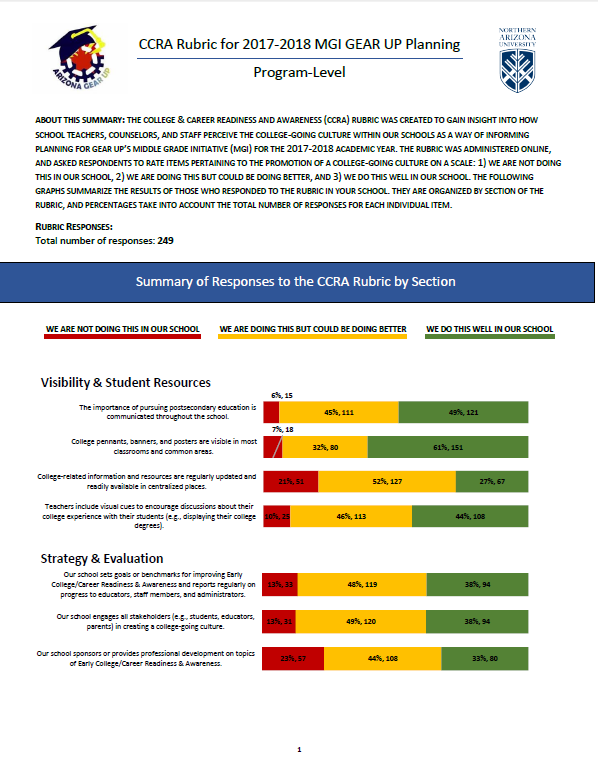 ARIZONA GEAR UP
CCRA Rubric for 2017-2018 MGI GEAR UP Planning
Program-Level
NORTHERN
ARIZONA
UNIVERSITY
ABOUT THIS SUMMARY: THE COLLEGE & CAREER READINESS AND AWARENESS (CCRA) RUBRIC WAS CREATED TO GAIN INSIGHT INTO HOW
SCHOOL TEACHERS, COUNSELORS, AND STAFF PERCEIVE THE COLLEGE-GOING CULTURE WITHIN OUR SCHOOLS AS A WAY OF INFORMING
PLANNING FOR GEAR UP'S MIDDLE GRADE INITIATIVE (MGI) FOR THE 2017-2018 ACADEMIC YEAR. THE RUBRIC WAS ADMINISTERED ONLINE,
AND ASKED RESPONDENTS TO RATE ITEMS PERTAINING TO THE PROMOTION OF A COLLEGE-GOING CULTURE ON A SCALE: 1) WE ARE NOT DOING
THIS IN OUR SCHOOL, 2) WE ARE DOING THIS BUT COULD BE DOING BETTER, AND 3) WE DO THIS WELL IN OUR SCHOOL. THE FOLLOWING
GRAPHS SUMMARIZE THE RESULTS OF THOSE WHO RESPONDED TO THE RUBRIC IN YOUR SCHOOL. THEY ARE ORGANIZED BY SECTION OF THE
RUBRIC, AND PERCENTAGES TAKE INTO ACCOUNT THE TOTAL NUMBER OF RESPONSES FOR EACH INDIVIDUAL ITEM.
RUBRIC RESPONSES:
Total number of responses: 249
Summary of Responses to the CCRA Rubric by Section
WE ARE NOT DOING THIS IN OUR SCHOOL
WE ARE DOING THIS BUT COULD BE DOING BETTER
WE DO THIS WELL IN OUR SCHOOL
Visibility & Student Resources
The importance of pursuing postsecondary education is
communicated throughout the school.
6%, 15
45%, 111
49%, 121
College pennants, banners, and posters are visible in most
classrooms and common areas.
7%, 18
32%, 80
61%, 151
College-related information and resources are regularly updated and
readily available in centralized places.
21%, 51
52%, 127
27%, 67
Teachers include visual cues to encourage discussions about their
college experience with their students (e.g., displaying their college
degrees).
10%, 25
46%, 113
44%, 108
Strategy & Evaluation
Our school sets goals or benchmarks for improving Early
College/Career Readiness & Awareness and reports regularly on
progress to educators, staff members, and administrators.
13%, 33
48%, 119
38%, 94
Our school engages all stakeholders (e.g., students, educators,
parents) in creating a college-going culture.
13%, 31
49%, 120
38%, 94
Our school sponsors or provides professional development on topics
of Early College/Career Readiness & Awareness.
23%, 57
44%, 108
33%, 80
1